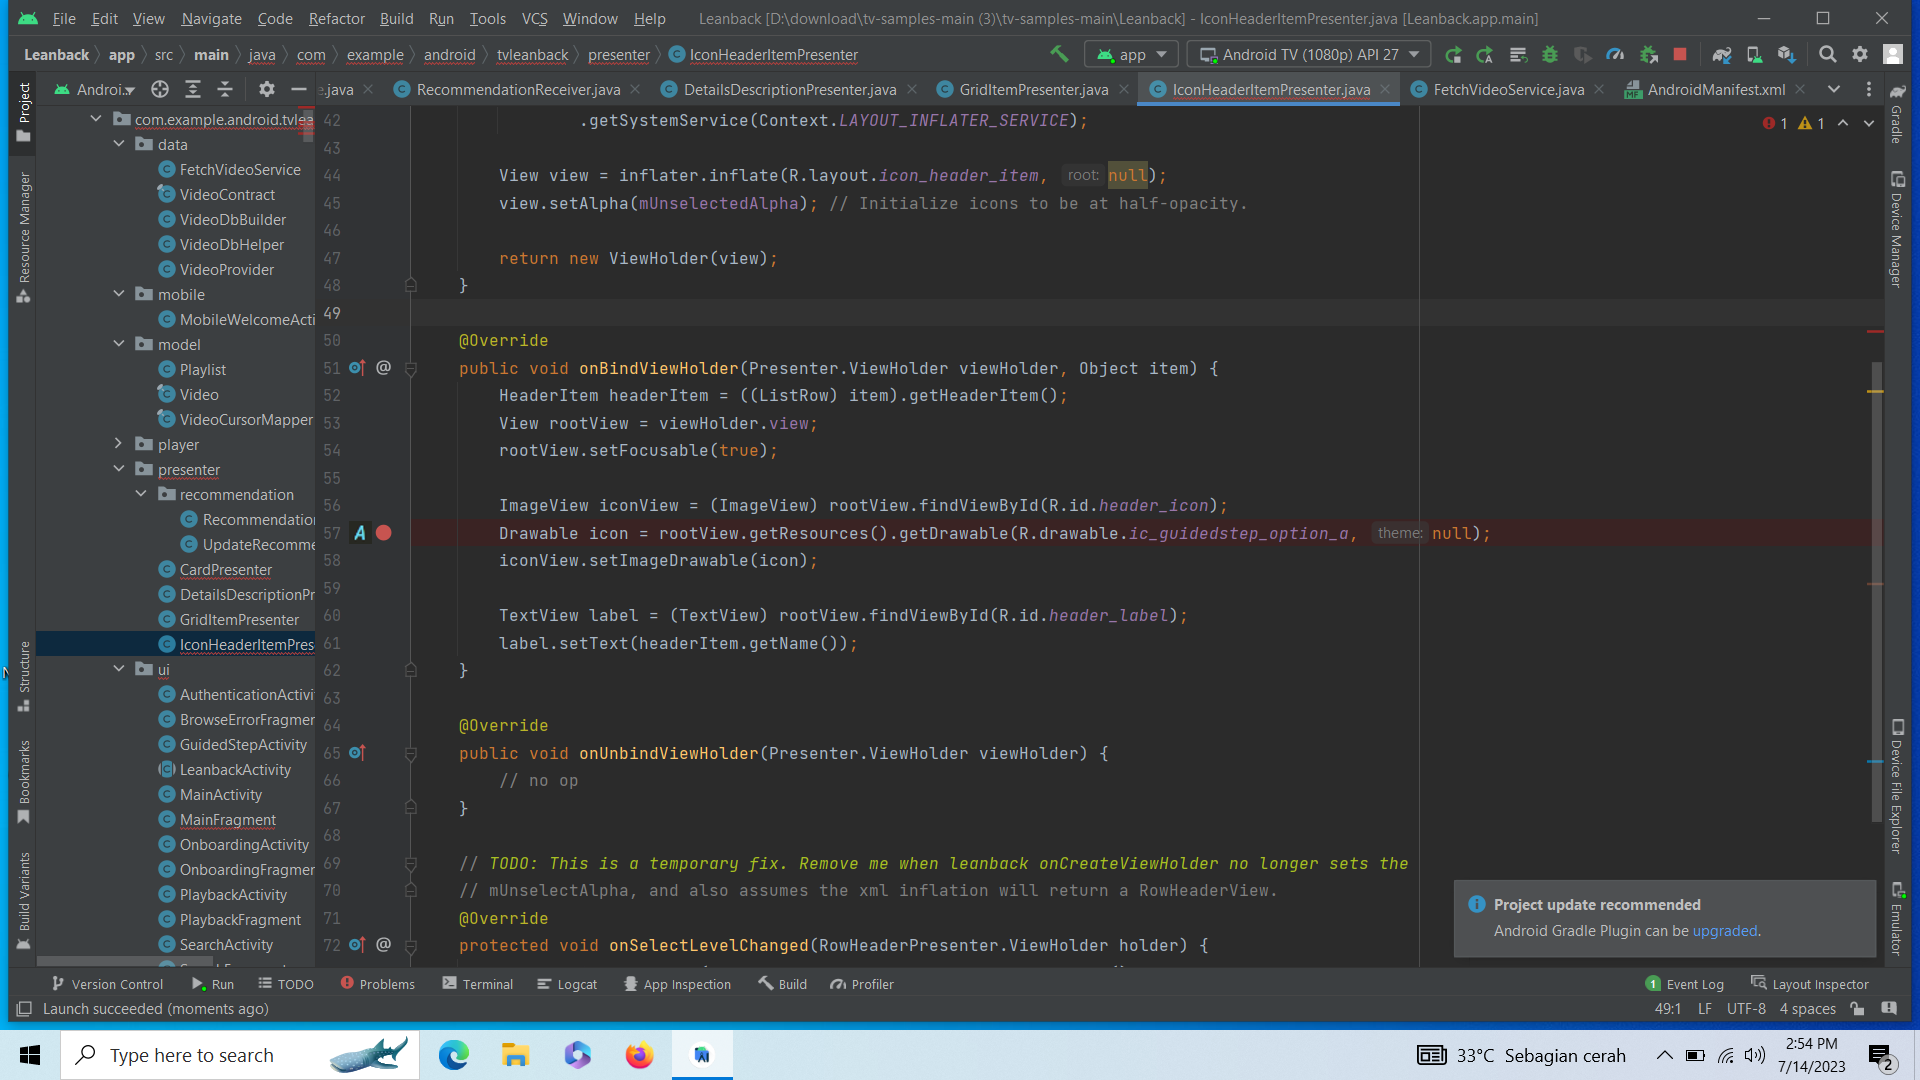 File Edit View Navigate Code Refactor Build Run Tools VCS Window Help Leanback [D:\download\tv-samples-main (3)\tv-samples-main\Leanback] - IconHeaderItemPresenter.java [Leanback.app.main]
Leanback app src main java com example android tvleanback presenter IconHeaderItemPresenter app Android TV (1080p) API 27
Androi.. e.java RecommendationReceiver.java DetailsDescriptionPresenter.java GridItemPresenter.java IconHeaderItemPresenter.java FetchVideoService.java AndroidManifest.xml
Project
Resource Manager
Structure
Bookmarks
Build Variants
com.example.android.tvlea
data
FetchVideoService
VideoContract
VideoDbBuilder
VideoDbHelper
VideoProvider
mobile
MobileWelcomeActi
model
Playlist
Video
VideoCursorMapper
player
presenter
recommendation
Recommendation
UpdateRecomme
CardPresenter
DetailsDescriptionPr
GridItemPresenter
IconHeaderItemPres
ui
AuthenticationActivi
BrowseErrorFragmen
GuidedStepActivity
LeanbackActivity
MainActivity
MainFragment
OnboardingActivity
OnboardingFragmer
PlaybackActivity
PlaybackFragment
SearchActivity
42 .getSystemService(Context.LAYOUT_INFLATER_SERVICE);
43
44 View view = inflater.inflate(R.layout.icon_header_item, root: null);
45 view.setAlpha(mUnselectedAlpha); // Initialize icons to be at half-opacity.
46
47 return new ViewHolder(view);
48 }
49
50 @Override
51 @ public void onBindViewHolder(Presenter.ViewHolder viewHolder, Object item) {
52 HeaderItem headerItem = ((ListRow) item).getHeaderItem();
53 View rootView = viewHolder.view;
54 rootView.setFocusable(true);
55
56 ImageView iconView = (ImageView) rootView.findViewById(R.id.header_icon);
57 A Drawable icon = rootView.getResources().getDrawable(R.drawable.ic_guidedstep_option_a, theme: null);
58 iconView.setImageDrawable(icon);
59
60 TextView label = (TextView) rootView.findViewById(R.id.header_label);
61 label.setText(headerItem.getName());
62 }
63
64 @Override
65 public void onUnbindViewHolder(Presenter.ViewHolder viewHolder) {
66 // no op
67 }
68
69 // TODO: This is a temporary fix. Remove me when leanback onCreateViewHolder no longer sets the
70 // mUnselectAlpha, and also assumes the xml inflation will return a RowHeaderView.
71 @Override
72 @ protected void onSelectLevelChanged(RowHeaderPresenter.ViewHolder holder) {
1 1
Gradle
Device Manager
Device File Explorer
Emulator
Project update recommended
Android Gradle Plugin can be upgraded.
Version Control Run TODO Problems Terminal Logcat App Inspection Build Profiler 1 Event Log Layout Inspector
Launch succeeded (moments ago) 49:1 LF UTF-8 4 spaces
Type here to search 33°C Sebagian cerah 2:54 PM
7/14/2023 2